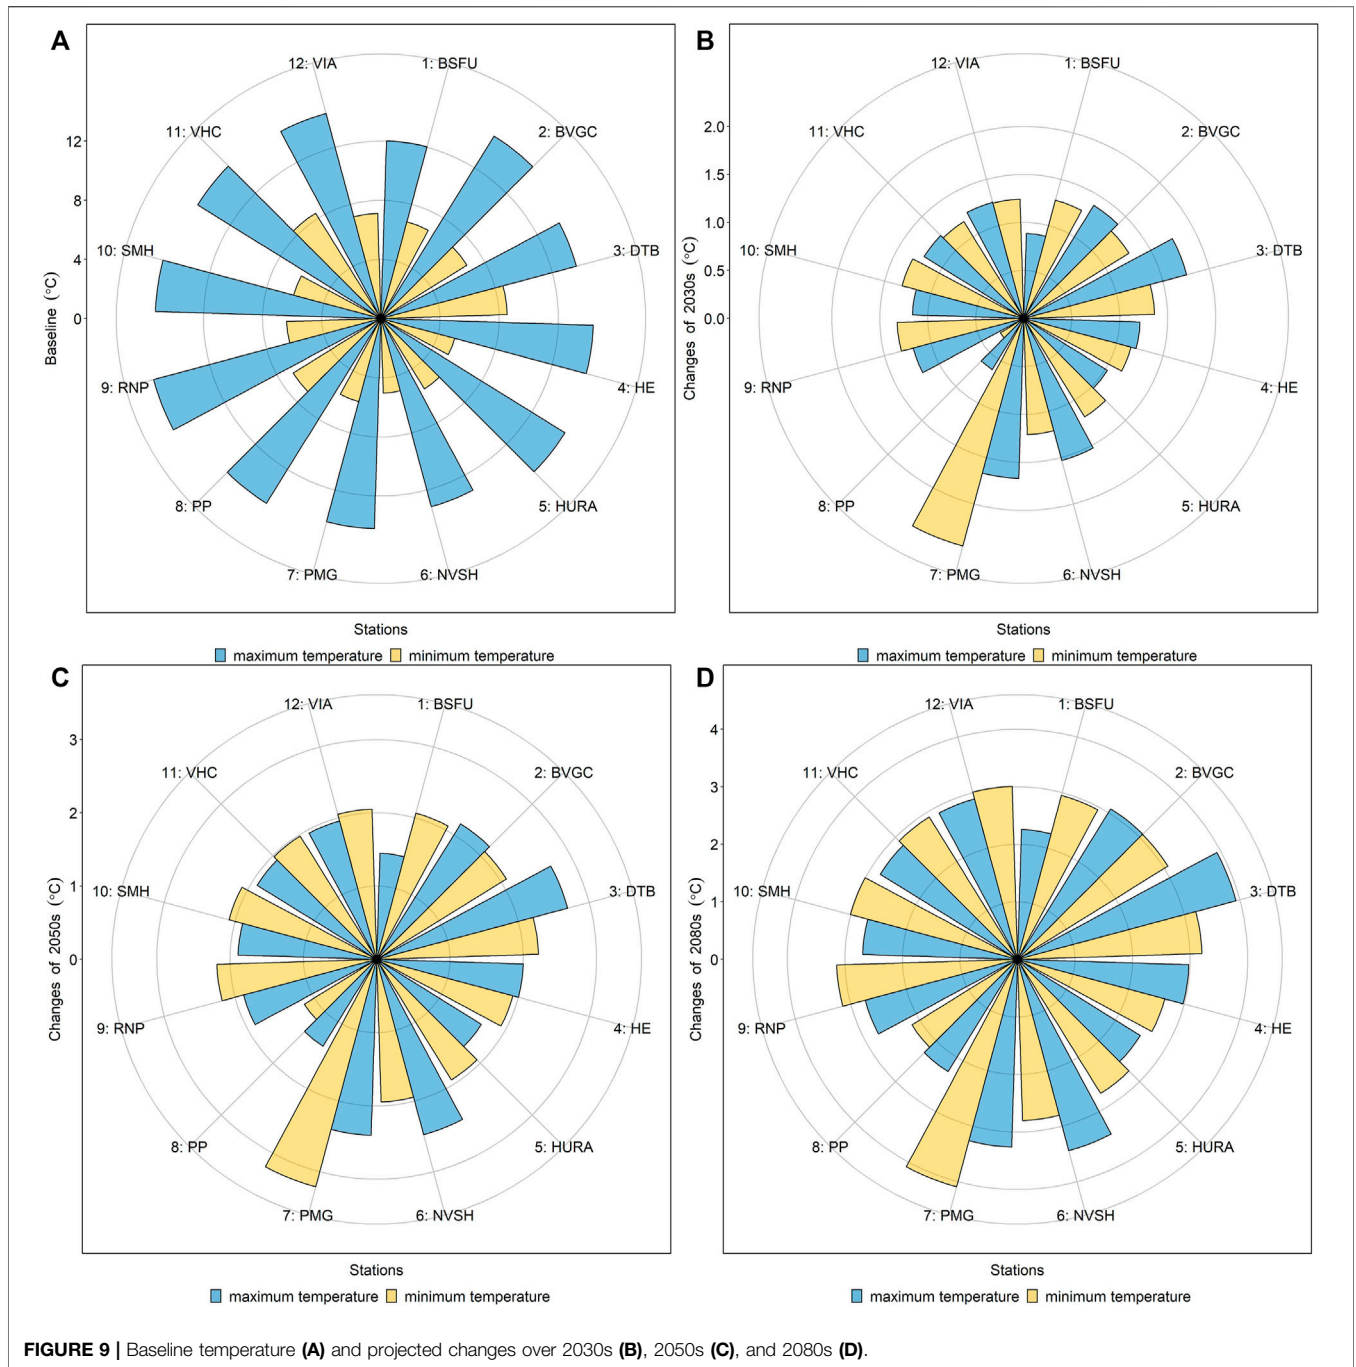 A
12: VIA
1: BSFU
11: VHC
2: BVGC
10: SMH
3: DTB
9: RNP
4: HE
8: PP
5: HURA
7: PMG
6: NVSH
12
8
4
0
Baseline (°C)
Stations
maximum temperature
minimum temperature
B
12: VIA
1: BSFU
11: VHC
2: BVGC
10: SMH
3: DTB
9: RNP
4: HE
8: PP
5: HURA
7: PMG
6: NVSH
2.0
1.5
1.0
0.5
0.0
Changes of 2030s (°C)
Stations
maximum temperature
minimum temperature
C
12: VIA
1: BSFU
11: VHC
2: BVGC
10: SMH
3: DTB
9: RNP
4: HE
8: PP
5: HURA
7: PMG
6: NVSH
3
2
1
0
Changes of 2050s (°C)
Stations
maximum temperature
minimum temperature
D
12: VIA
1: BSFU
11: VHC
2: BVGC
10: SMH
3: DTB
9: RNP
4: HE
8: PP
5: HURA
7: PMG
6: NVSH
4
3
2
1
0
Changes of 2080s (°C)
Stations
maximum temperature
minimum temperature
FIGURE 9 | Baseline temperature (A) and projected changes over 2030s (B), 2050s (C), and 2080s (D).